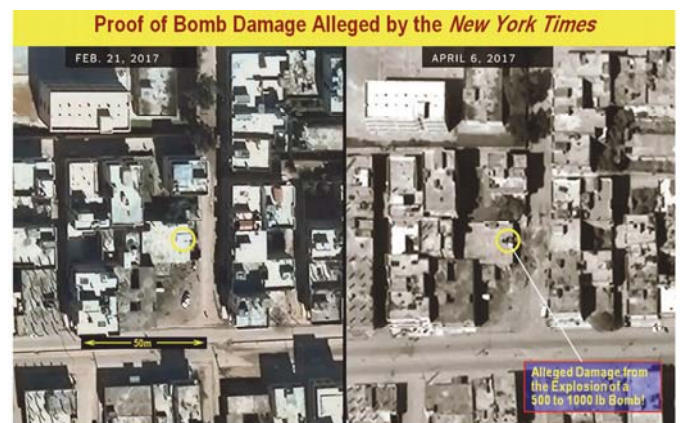 Proof of Bomb Damage Alleged by the New York Times
FEB. 21, 2017
APRIL 6, 2017
50m
Alleged Damage from
the Explosion of a
500 to 1000 lb Bomb!